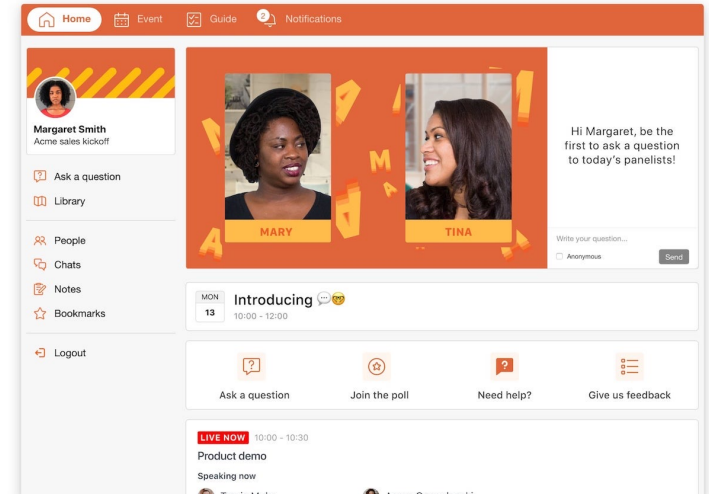 Home
Event
Guide
2
Notifications
Margaret Smith
Acme sales kickoff
Ask a question
Library
People
Chats
Notes
Bookmarks
Logout
MARY
TINA
Hi Margaret, be the
first to ask a question
to today's panelists!
Write your question...
Anonymous
Send
MON
13
Introducing 💬🤓
10:00 - 12:00
Ask a question
Join the poll
Need help?
Give us feedback
LIVE NOW 10:00 - 10:30
Product demo
Speaking now